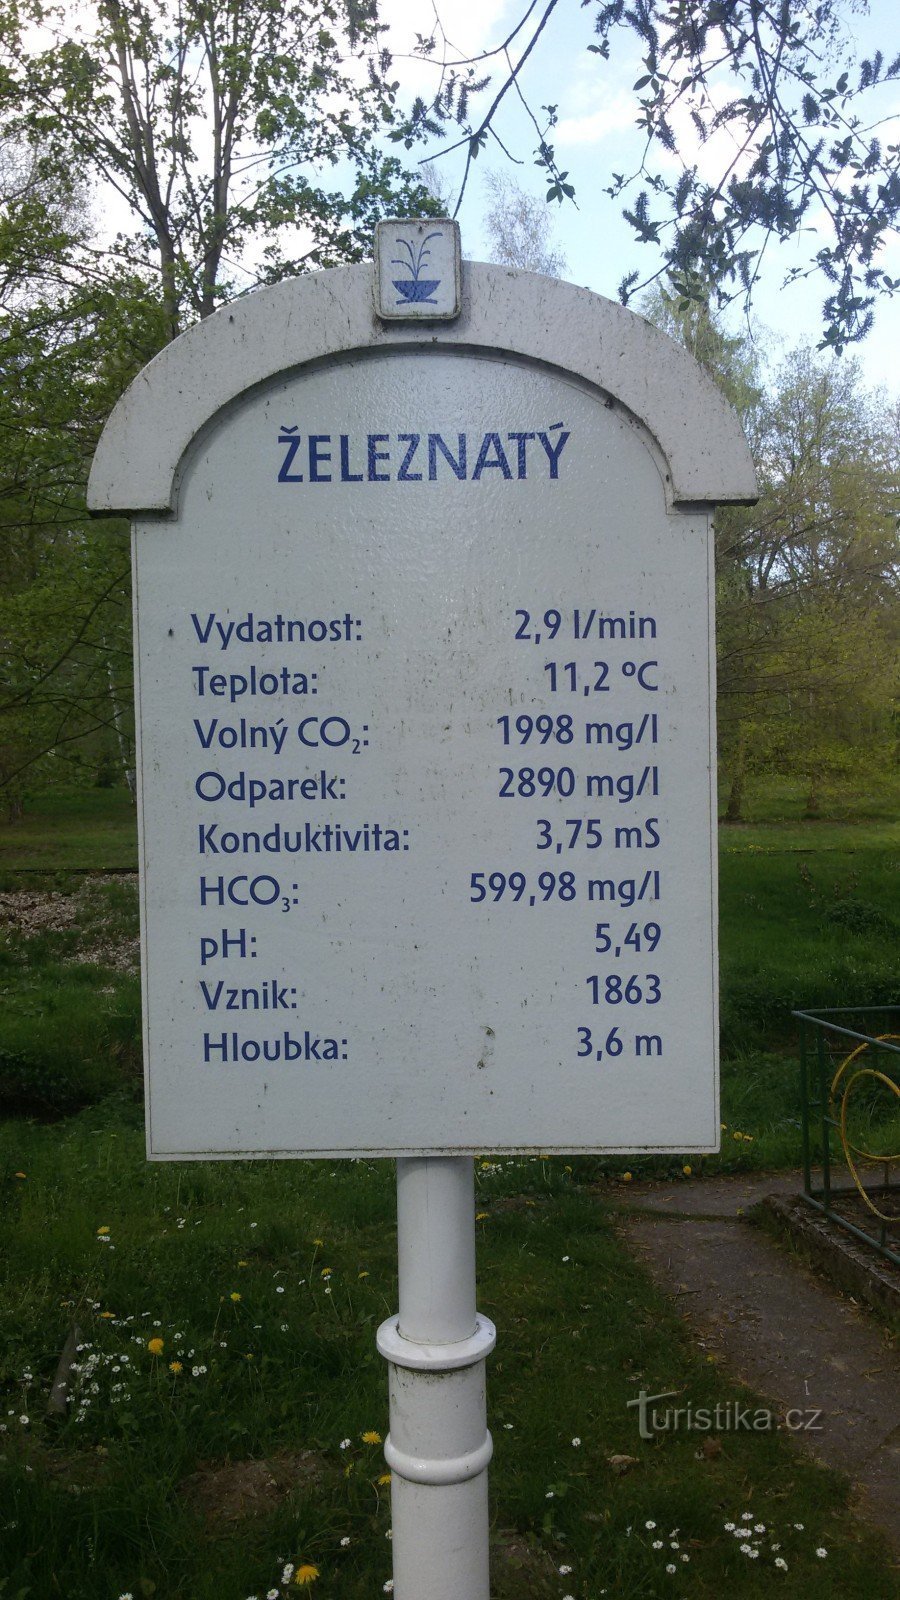 ŽELEZNATÝ
Vydatnost: 2,9 l/min
Teplota: 11,2 ºC
Volný CO₂: 1998 mg/l
Odparek: 2890 mg/l
Konduktivita: 3,75 mS
HCO₃: 599,98 mg/l
pH: 5,49
Vznik: 1863
Hloubka: 3,6 m
Turistika.cz